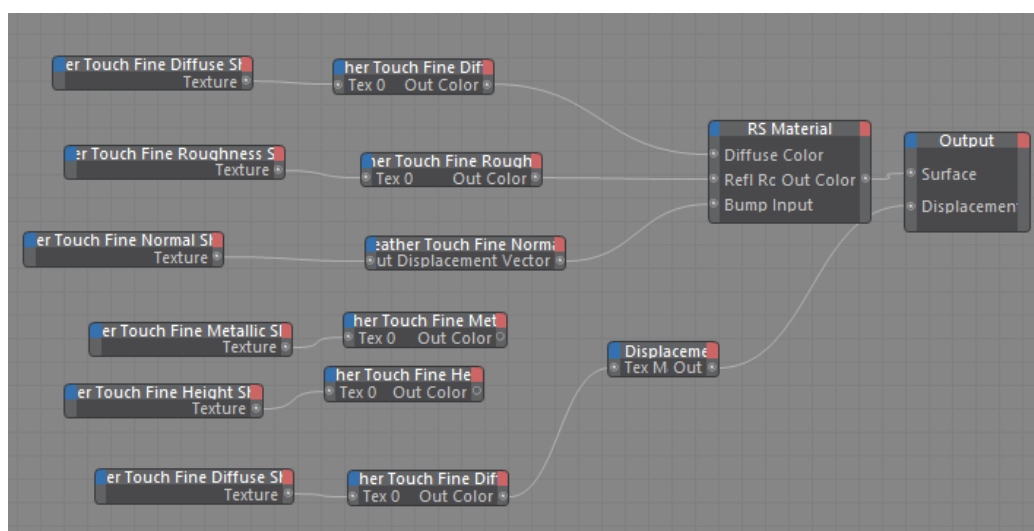 er Touch Fine Diffuse Sh
Texture
her Touch Fine Diff
Tex 0 Out Color
er Touch Fine Roughness S
Texture
her Touch Fine Rough
Tex 0 Out Color
RS Material
Diffuse Color
Refl Rc Out Color
Bump Input
Output
Surface
Displacemen
er Touch Fine Normal Sh
Texture
eather Touch Fine Norma
ut Displacement Vector
er Touch Fine Metallic Sl
Texture
her Touch Fine Met
Tex 0 Out Color
Displaceme
Tex M Out
er Touch Fine Height Sh
Texture
her Touch Fine He
Tex 0 Out Color
er Touch Fine Diffuse Sh
Texture
her Touch Fine Diff
Tex 0 Out Color